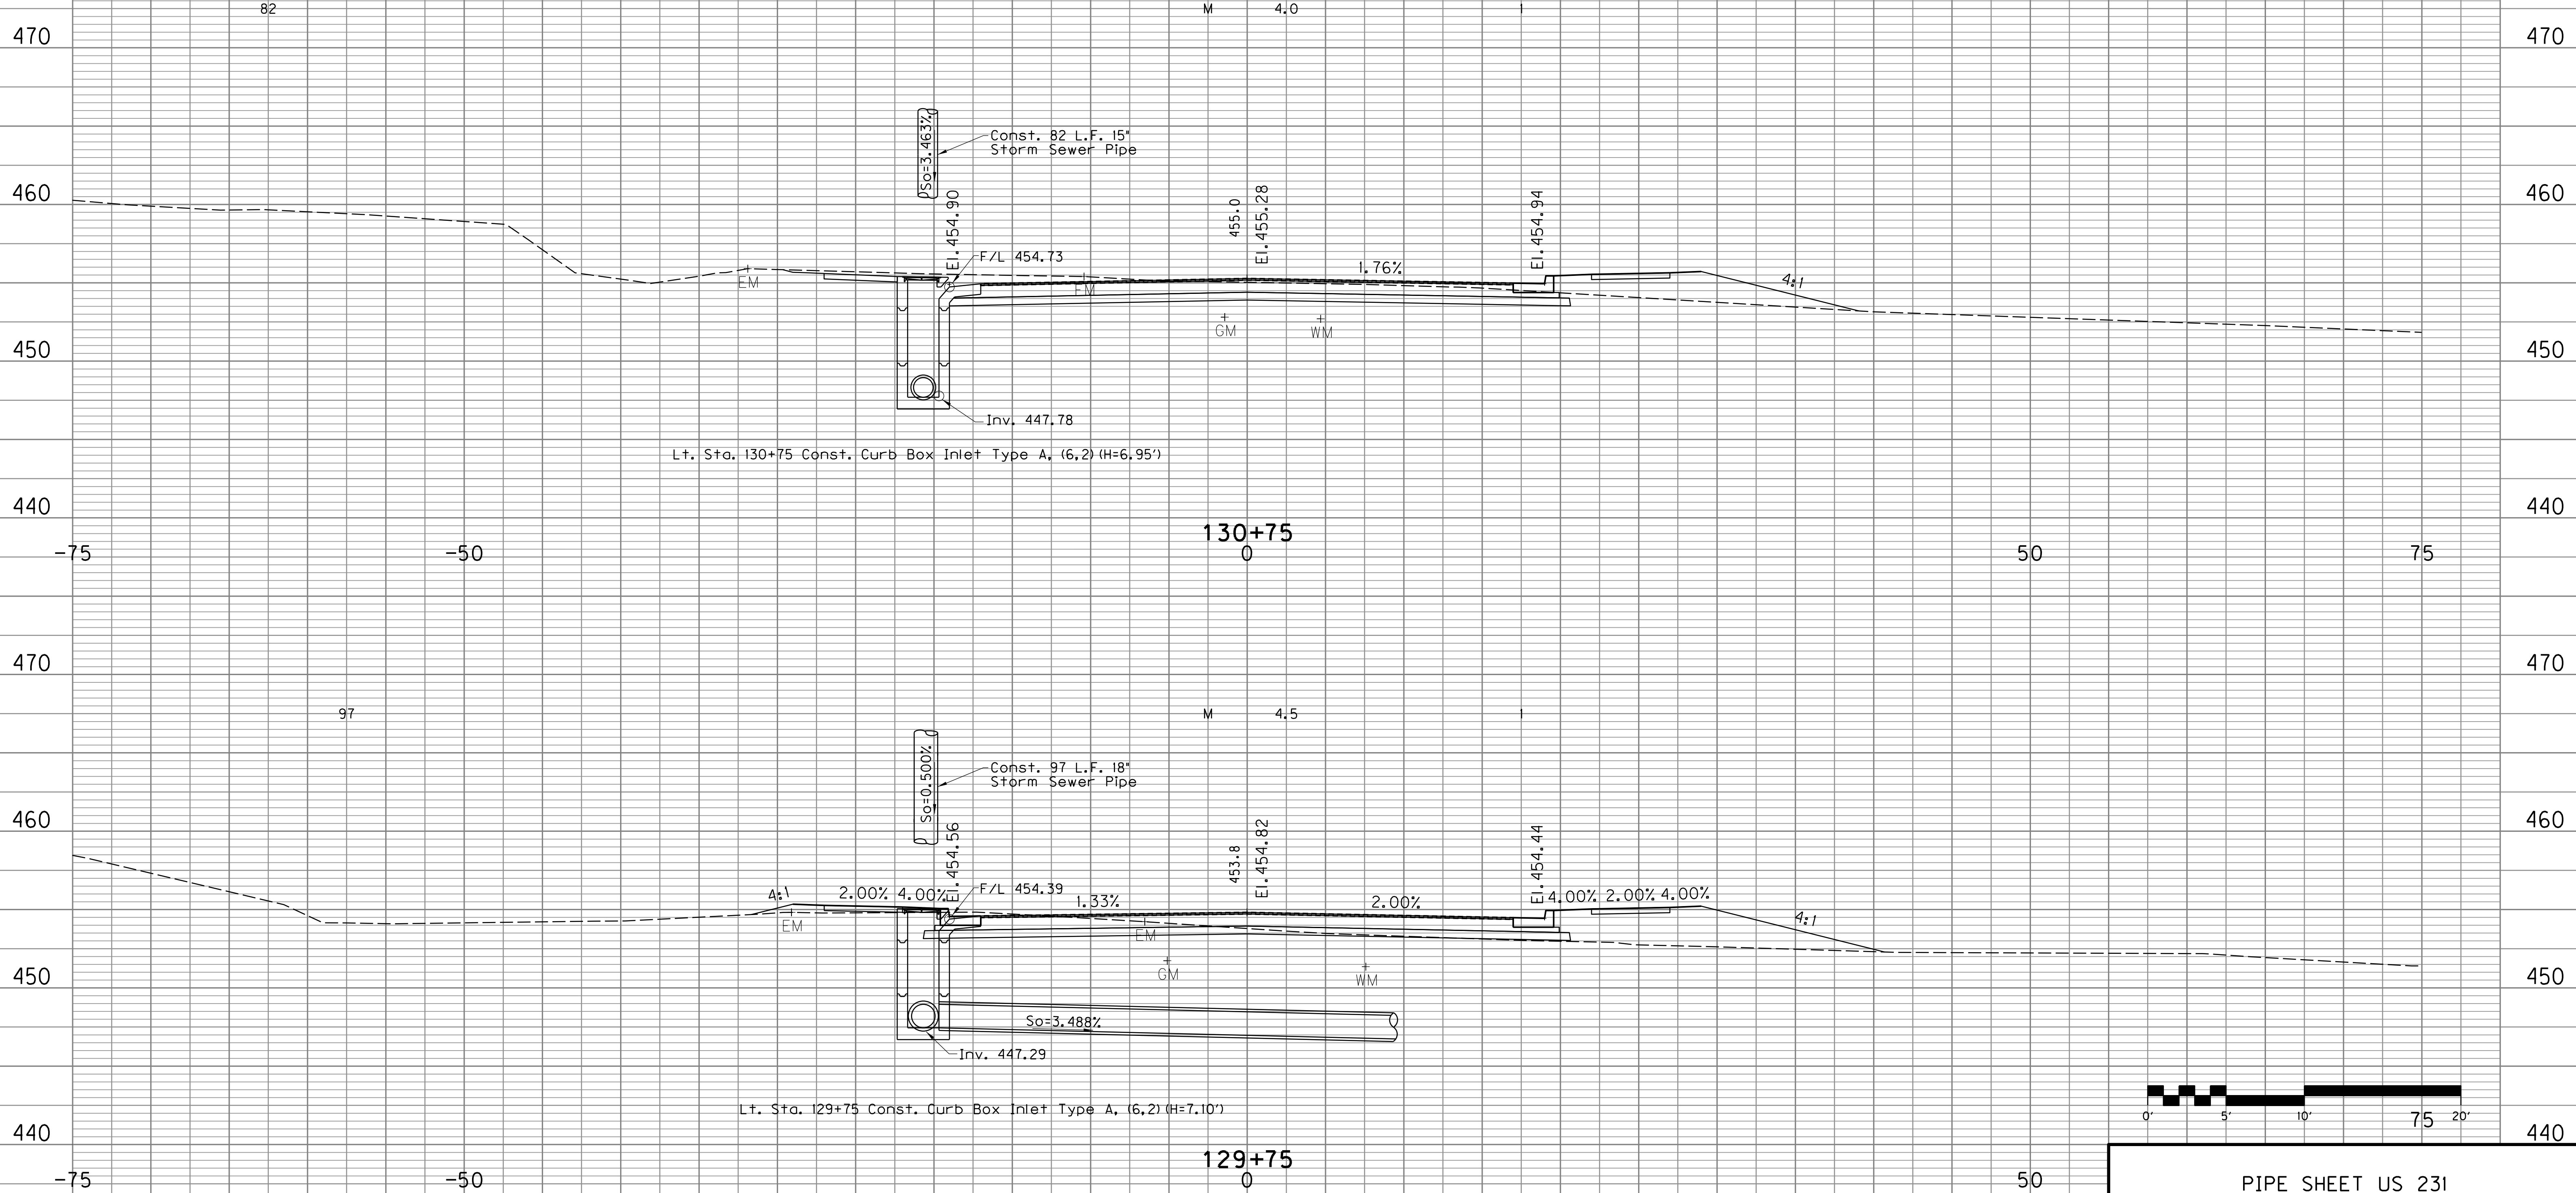 82 M 4.0 1
470 470
So=3.463%
Const. 82 L.F. 15"
Storm Sewer Pipe
460 460
El.454.90
455.0
El.455.28
El.454.94
F/L 454.73
1.76%
4:1
EM
EM
GM
WM
450 450
Inv. 447.78
Lt. Sta. 130+75 Const. Curb Box Inlet Type A, (6,2) (H=6.95')
440 440
130+75
-75 -50 0 50 75
470 470
97 M 4.5 1
So=0.500%
Const. 97 L.F. 18"
Storm Sewer Pipe
460 460
El.454.56
453.8
El.454.82
El.454.44
4:1 2.00% 4.00%
F/L 454.39
1.33%
2.00%
4.00% 2.00% 4.00%
4:1
EM
EM
GM
WM
450 450
So=3.488%
Inv. 447.29
Lt. Sta. 129+75 Const. Curb Box Inlet Type A, (6,2) (H=7.10')
0' 5' 10' 75 20'
440 440
129+75
-75 -50 0 50
PIPE SHEET US 231